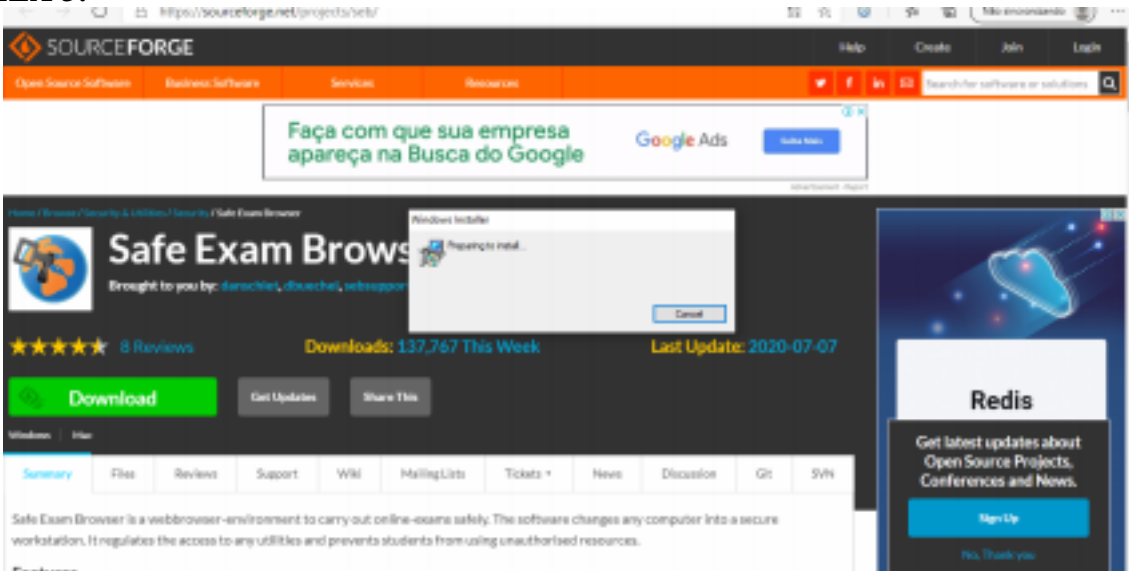 https://sourceforge.net/projects/seb/
Não sincronizando
SOURCEFORGE
Help Create Join Login
Open Source Software Business Software Services Resources
Search for software or solutions
Faça com que sua empresa
apareça na Busca do Google
Google Ads
Saiba Mais
Advertisement - Report
Home / Browse / Security & Utilities / Security / Safe Exam Browser
Windows Installer
Preparing to install...
Cancel
Safe Exam Brows
Brought to you by: danschlet, dbuechel, sebsuppor
8 Reviews
Downloads: 137,767 This Week
Last Update: 2020-07-07
Download
Get Updates
Share This
Windows Mac
Redis
Get latest updates about
Open Source Projects,
Conferences and News.
Sign Up
No, Thank you
Summary Files Reviews Support Wiki Mailing Lists Tickets News Discussion Git SVN
Safe Exam Browser is a webbrowser-environment to carry out online-exams safely. The software changes any computer into a secure
workstation. It regulates the access to any utilities and prevents students from using unauthorised resources.